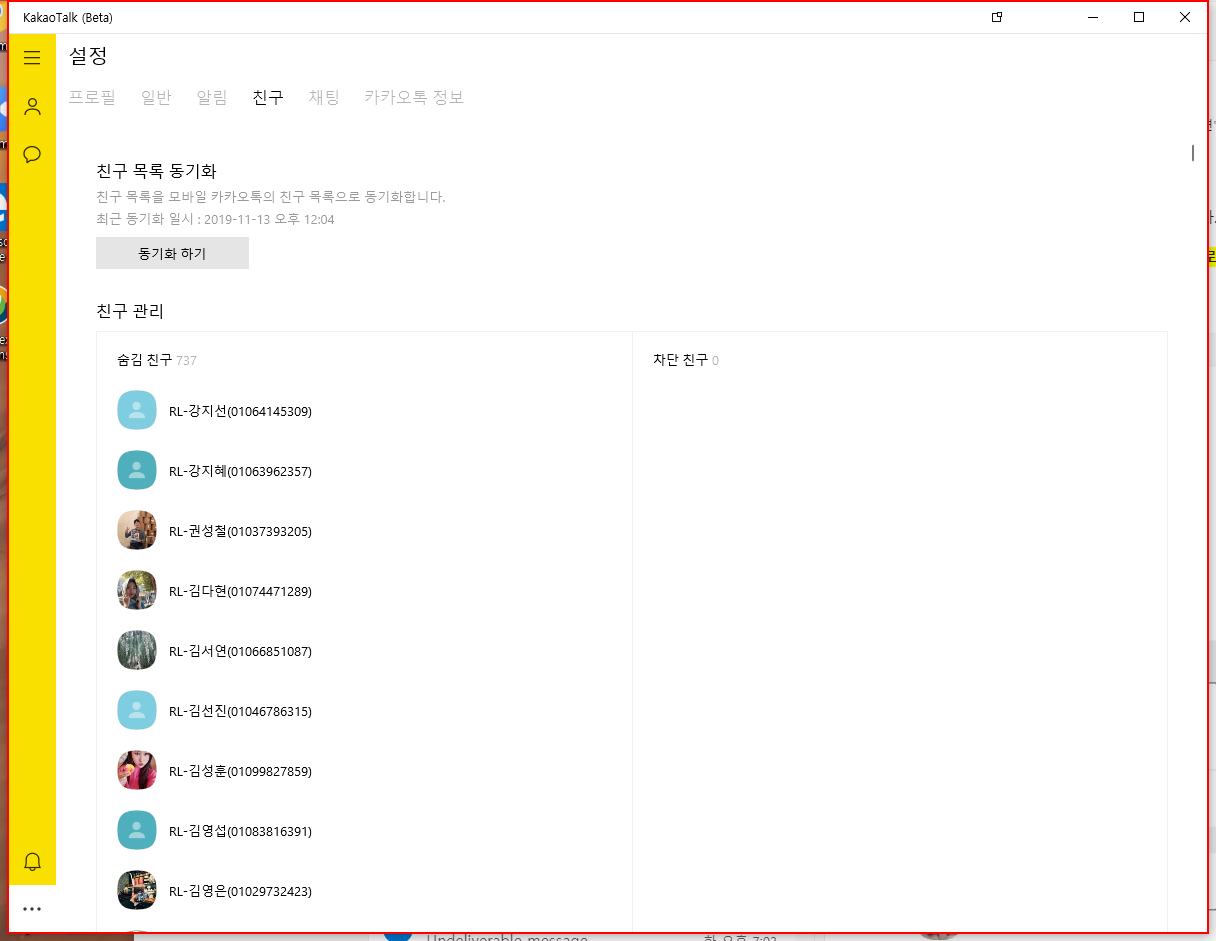 KakaoTalk (Beta)
설정
프로필 일반 알림 친구 채팅 카카오톡 정보
친구 목록 동기화
친구 목록을 모바일 카카오톡의 친구 목록으로 동기화합니다.
최근 동기화 일시 : 2019-11-13 오후 12:04
동기화 하기
친구 관리
숨김 친구 737
차단 친구 0
RL-강지선(01064145309)
RL-강지혜(01063962357)
RL-권성철(01037393205)
RL-김다현(01074471289)
RL-김서연(01066851087)
RL-김선진(01046786315)
RL-김성훈(01099827859)
RL-김영섭(01083816391)
RL-김영은(01029732423)
Undeliverable message
화 오후 7:03